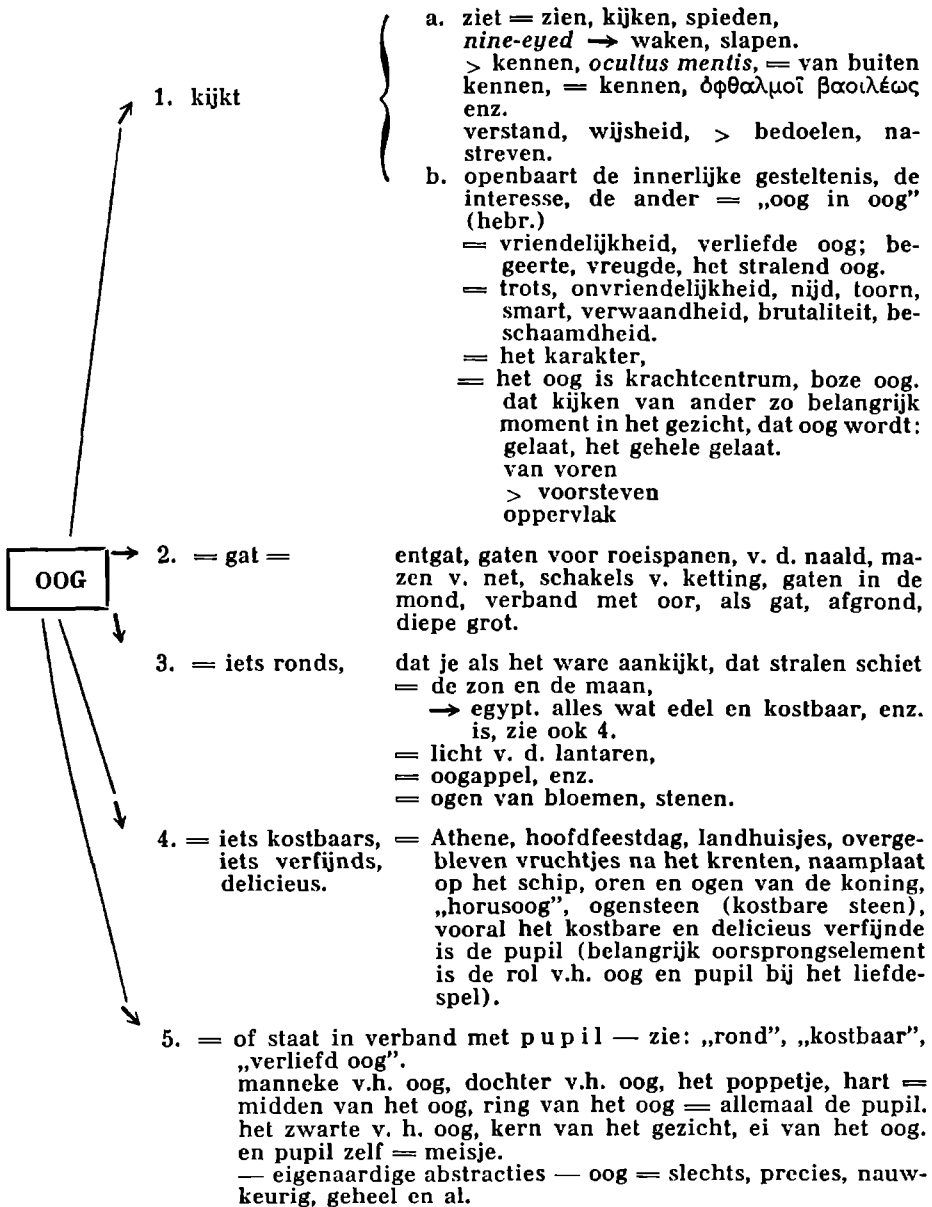 a. ziet = zien, kijken, spieden,
nine-eyed → waken, slapen.
> kennen, ocultus mentis, = van buiten
1. kijkt
kennen, = kennen, ὀφθαλμοῖ βαοιλέως
enz.
verstand, wijsheid, > bedoelen, na-
streven.
b. openbaart de innerlijke gesteltenis, de
interesse, de ander = „oog in oog”
(hebr.)
= vriendelijkheid, verliefde oog; be-
geerte, vreugde, het stralend oog.
= trots, onvriendelijkheid, nijd, toorn,
smart, verwaandheid, brutaliteit, be-
schaamdheid.
= het karakter,
= het oog is krachtcentrum, boze oog.
dat kijken van ander zo belangrijk
moment in het gezicht, dat oog wordt:
gelaat, het gehele gelaat.
van voren
> voorsteven
oppervlak
OOG
2. = gat = entgat, gaten voor roeispanen, v. d. naald, ma-
zen v. net, schakels v. ketting, gaten in de
mond, verband met oor, als gat, afgrond,
diepe grot.
3. = iets ronds, dat je als het ware aankijkt, dat stralen schiet
= de zon en de maan,
→ egypt. alles wat edel en kostbaar, enz.
is, zie ook 4.
= licht v. d. lantaren,
= oogappel, enz.
= ogen van bloemen, stenen.
4. = iets kostbaars, = Athene, hoofdfeestdag, landhuisjes, overge-
iets verfijnds, bleven vruchtjes na het krenten, naamplaat
delicieus. op het schip, oren en ogen van de koning,
„horusoog”, ogensteen (kostbare steen),
vooral het kostbare en delicieus verfijnde
is de pupil (belangrijk oorsprongselement
is de rol v.h. oog en pupil bij het liefde-
spel).
5. = of staat in verband met pupil — zie: „rond”, „kostbaar”,
„verliefd oog”.
manneke v.h. oog, dochter v.h. oog, het poppetje, hart =
midden van het oog, ring van het oog = allemaal de pupil.
het zwarte v. h. oog, kern van het gezicht, ei van het oog.
en pupil zelf = meisje.
— eigenaardige abstracties — oog = slechts, precies, nauw-
keurig, geheel en al.